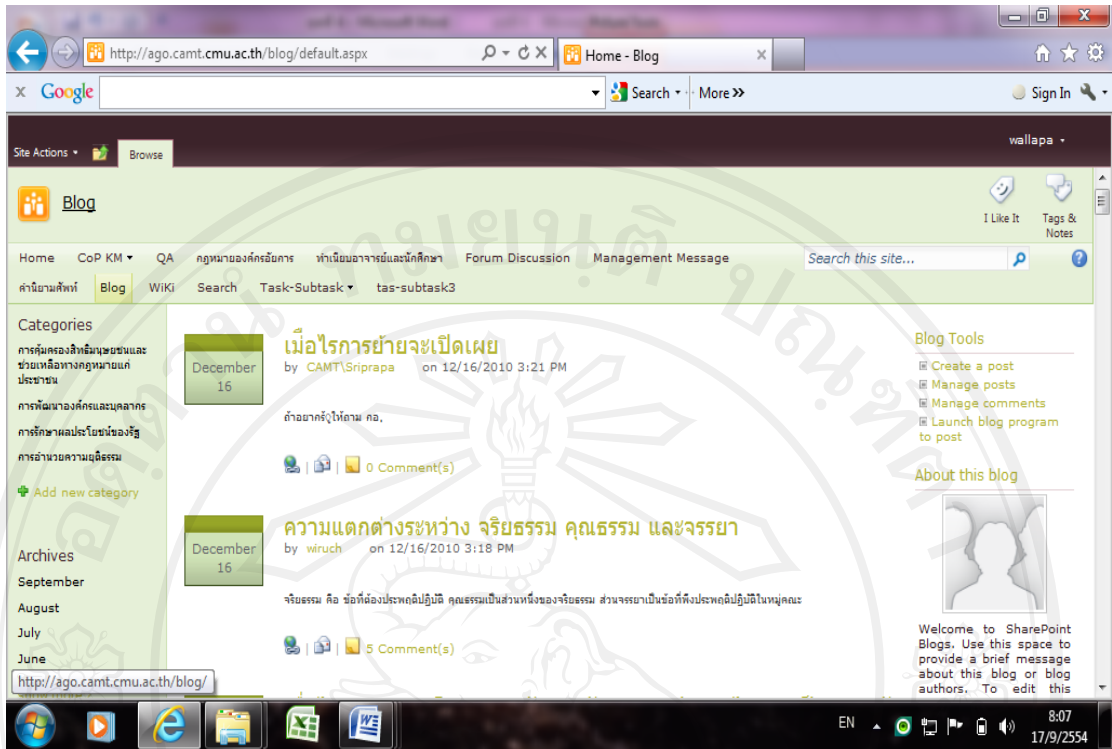 http://ago.camt.cmu.ac.th/blog/default.aspx
Home - Blog
x Google
Search
More »
Sign In
Site Actions
Browse
wallapa
Blog
I Like It
Tags & Notes
Home CoP KM QA กฎหมายองค์กรอัยการ ทำเนียบอาจารย์และนักศึกษา Forum Discussion Management Message
Search this site...
คำนิยามศัพท์ Blog WiKi Search Task-Subtask tas-subtask3
Categories
การคุ้มครองสิทธิมนุษยชนและ
ช่วยเหลือทางกฎหมายแก่
ประชาชน
การพัฒนาองค์กรและบุคลากร
การรักษาผลประโยชน์ของรัฐ
การอำนวยความยุติธรรม
Add new category
Archives
September
August
July
June
http://ago.camt.cmu.ac.th/blog/
December
16
เมื่อไรการย้ายจะเปิดเผย
by CAMT\Sriprapa on 12/16/2010 3:21 PM
ถ้าอยากรู้ให้ถาม กอ.
0 Comment(s)
December
16
ความแตกต่างระหว่าง จริยธรรม คุณธรรม และจรรยา
by wiruch on 12/16/2010 3:18 PM
จริยธรรม คือ ข้อที่ต้องประพฤติปฏิบัติ คุณธรรมเป็นส่วนหนึ่งของจริยธรรม ส่วนจรรยาเป็นข้อที่พึงประพฤติปฏิบัติในหมู่คณะ
5 Comment(s)
Blog Tools
Create a post
Manage posts
Manage comments
Launch blog program
to post
About this blog
Welcome to SharePoint
Blogs. Use this space to
provide a brief message
about this blog or blog
authors. To edit this
EN
8:07
17/9/2554